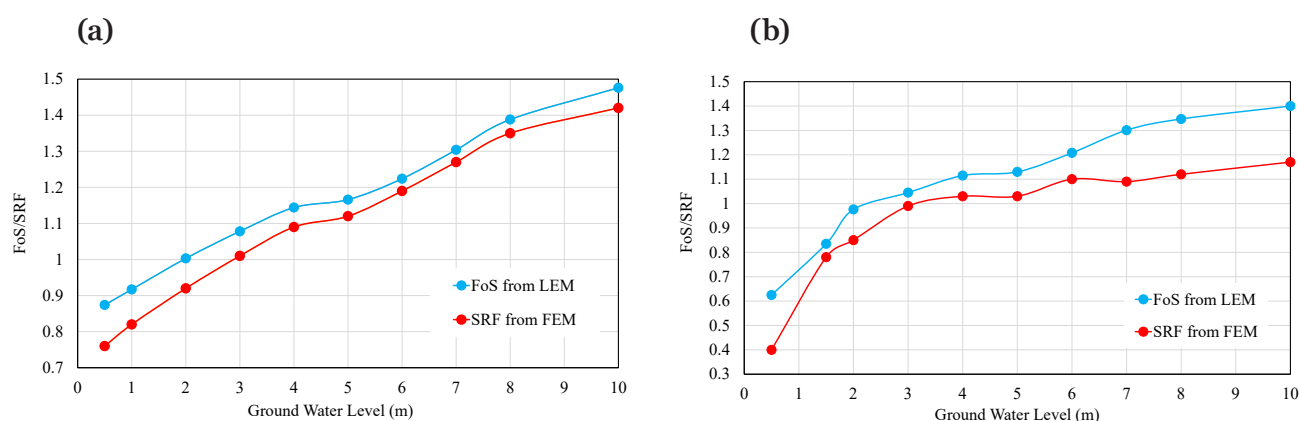 (a)
FoS/SRF
1.5
1.4
1.3
1.2
1.1
1
0.9
0.8
0.7
0 1 2 3 4 5 6 7 8 9 10
Ground Water Level (m)
FoS from LEM
SRF from FEM
(b)
FoS/SRF
1.5
1.4
1.3
1.2
1.1
1
0.9
0.8
0.7
0.6
0.5
0.4
0.3
0 1 2 3 4 5 6 7 8 9 10
Ground Water Level (m)
FoS from LEM
SRF from FEM